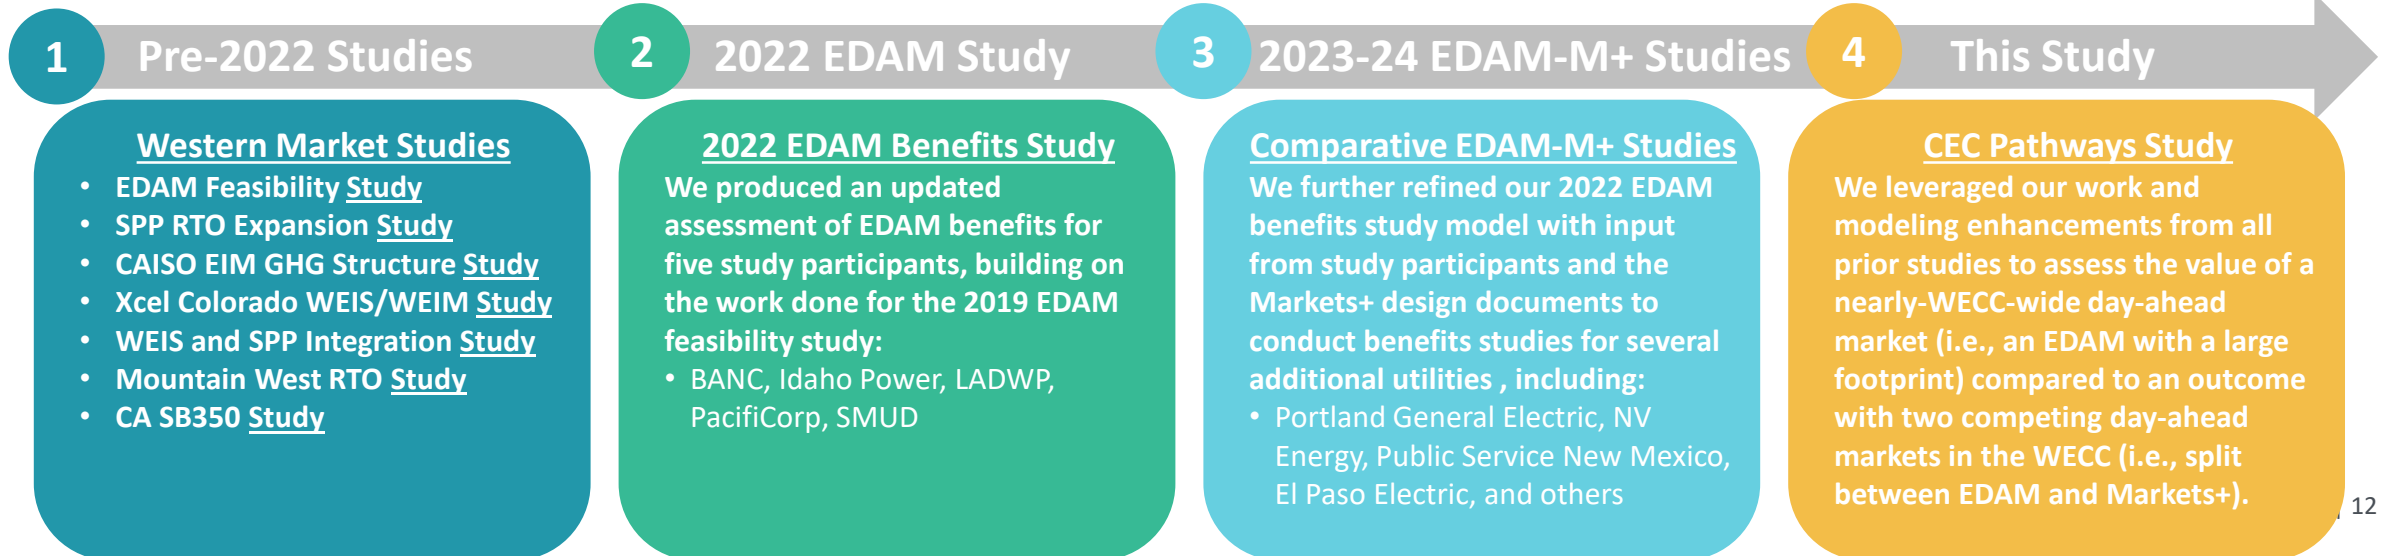 1 Pre-2022 Studies
2 2022 EDAM Study
3 2023-24 EDAM-M+ Studies
4 This Study
Western Market Studies
• EDAM Feasibility Study
• SPP RTO Expansion Study
• CAISO EIM GHG Structure Study
• Xcel Colorado WEIS/WEIM Study
• WEIS and SPP Integration Study
• Mountain West RTO Study
• CA SB350 Study
2022 EDAM Benefits Study
We produced an updated
assessment of EDAM benefits for
five study participants, building on
the work done for the 2019 EDAM
feasibility study:
• BANC, Idaho Power, LADWP,
PacifiCorp, SMUD
Comparative EDAM-M+ Studies
We further refined our 2022 EDAM
benefits study model with input
from study participants and the
Markets+ design documents to
conduct benefits studies for several
additional utilities , including:
• Portland General Electric, NV
Energy, Public Service New Mexico,
El Paso Electric, and others
CEC Pathways Study
We leveraged our work and
modeling enhancements from all
prior studies to assess the value of a
nearly-WECC-wide day-ahead
market (i.e., an EDAM with a large
footprint) compared to an outcome
with two competing day-ahead
markets in the WECC (i.e., split
between EDAM and Markets+).
12